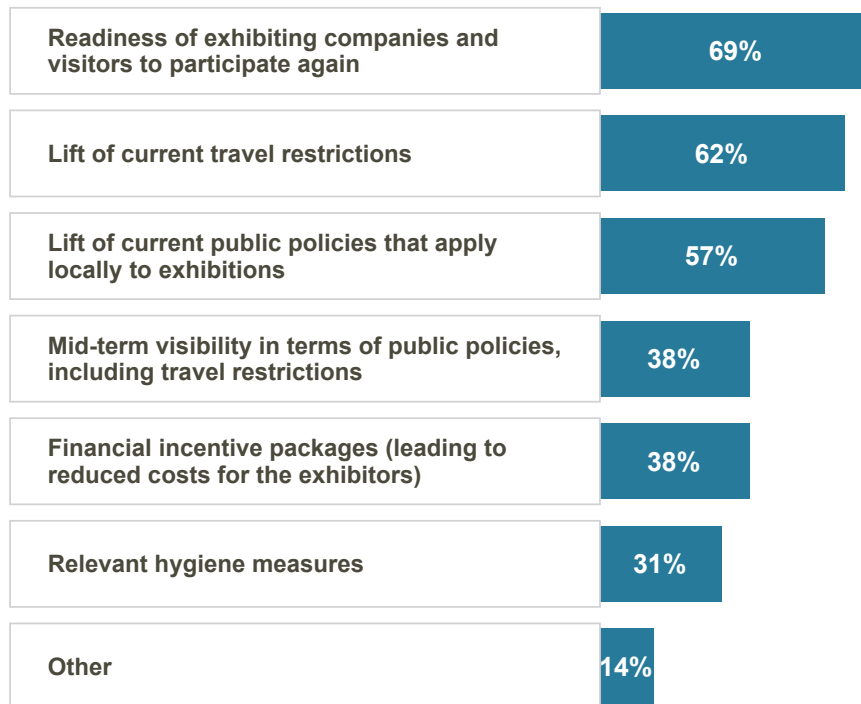 Readiness of exhibiting companies and
visitors to participate again
69%
Lift of current travel restrictions
62%
Lift of current public policies that apply
locally to exhibitions
57%
Mid-term visibility in terms of public policies,
including travel restrictions
38%
Financial incentive packages (leading to
reduced costs for the exhibitors)
38%
Relevant hygiene measures
31%
Other
14%